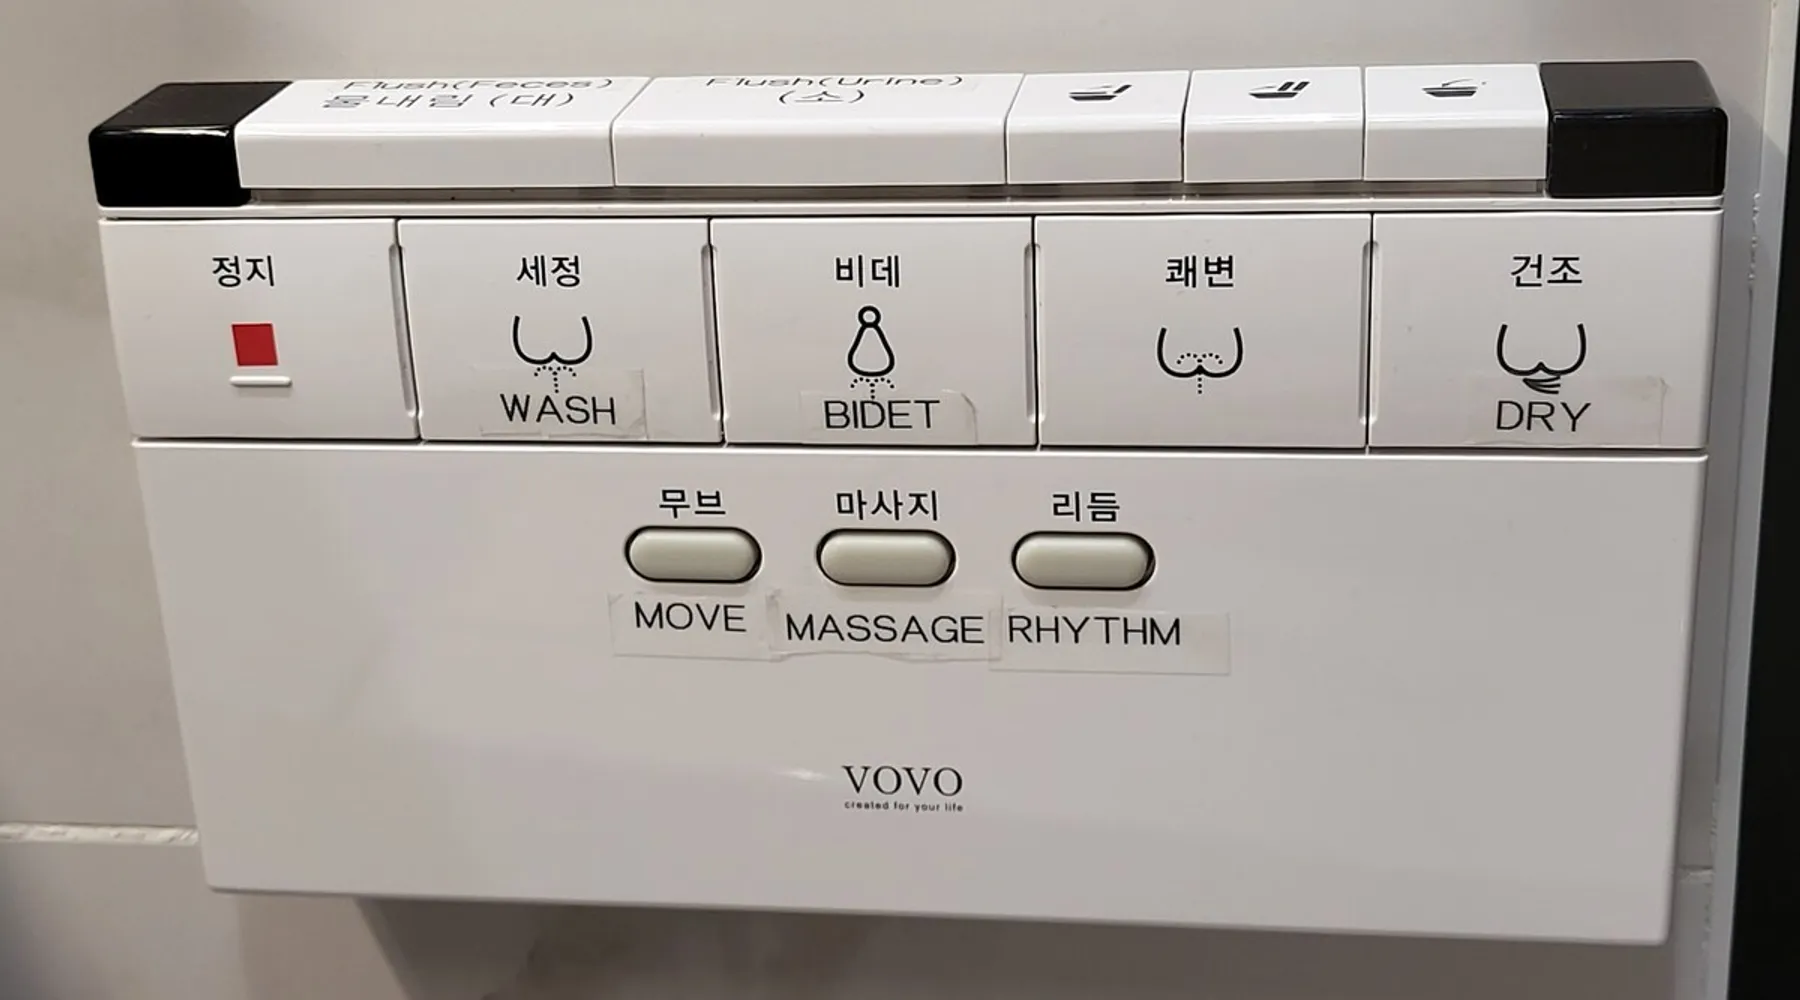 Flush(Feces)
물내림 (대)
Flush(Urine)
(소)
정지
세정
WASH
비데
BIDET
쾌변
건조
DRY
무브
MOVE
마사지
MASSAGE
리듬
RHYTHM
VOVO
created for your life